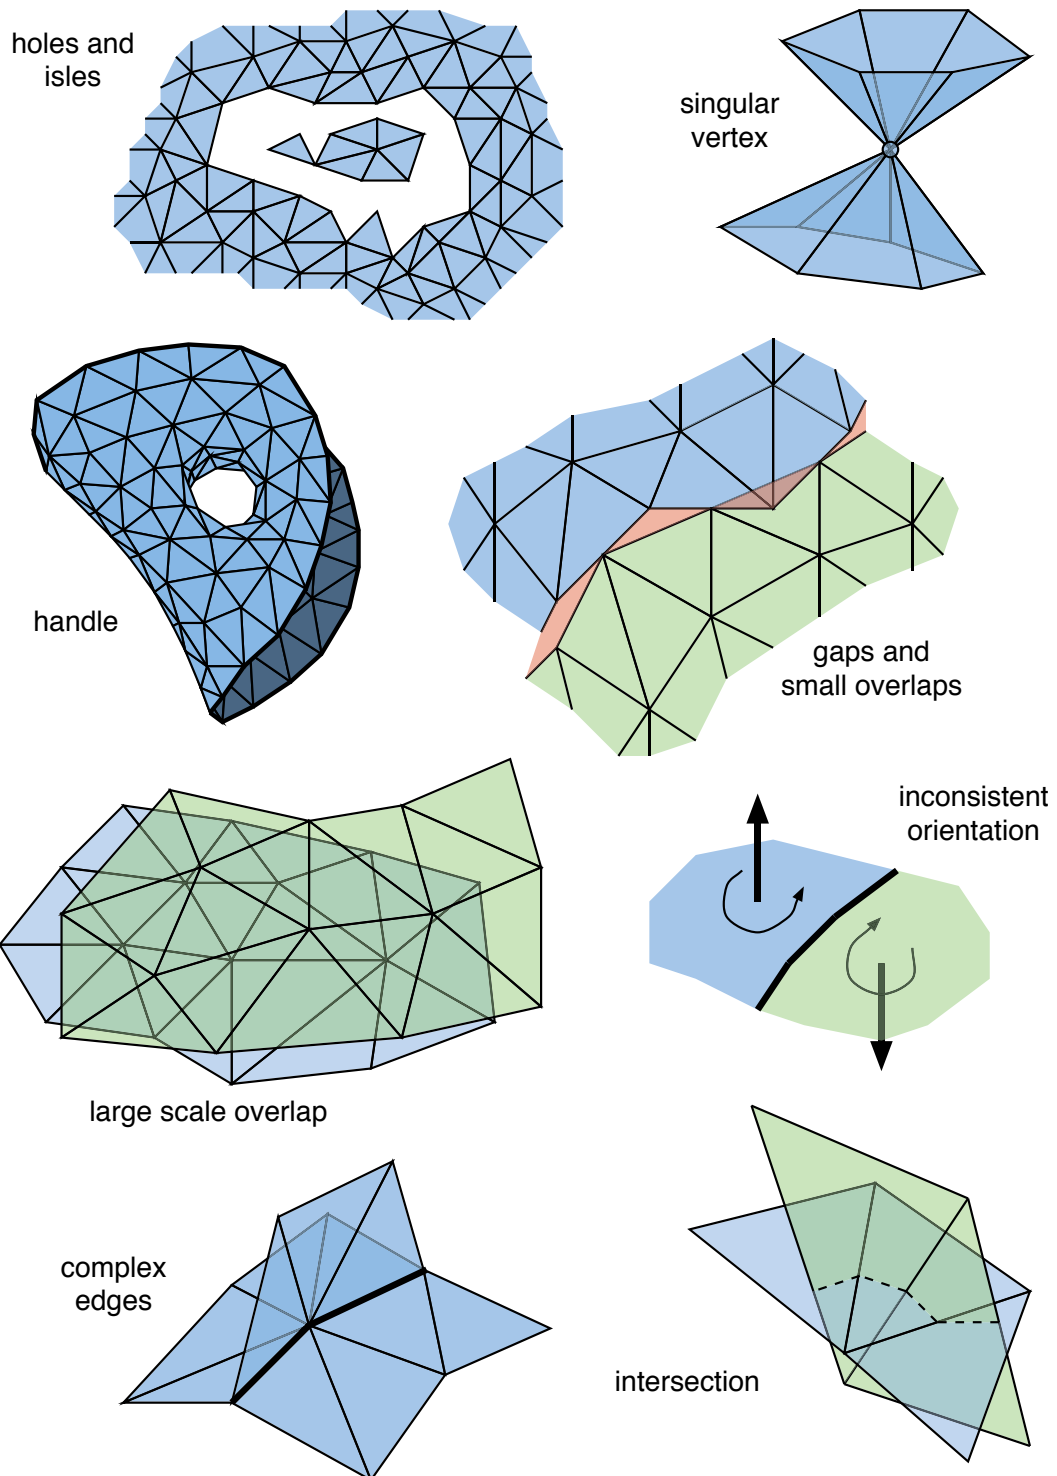 holes and
isles
singular
vertex
handle
gaps and
small overlaps
inconsistent
orientation
large scale overlap
complex
edges
intersection